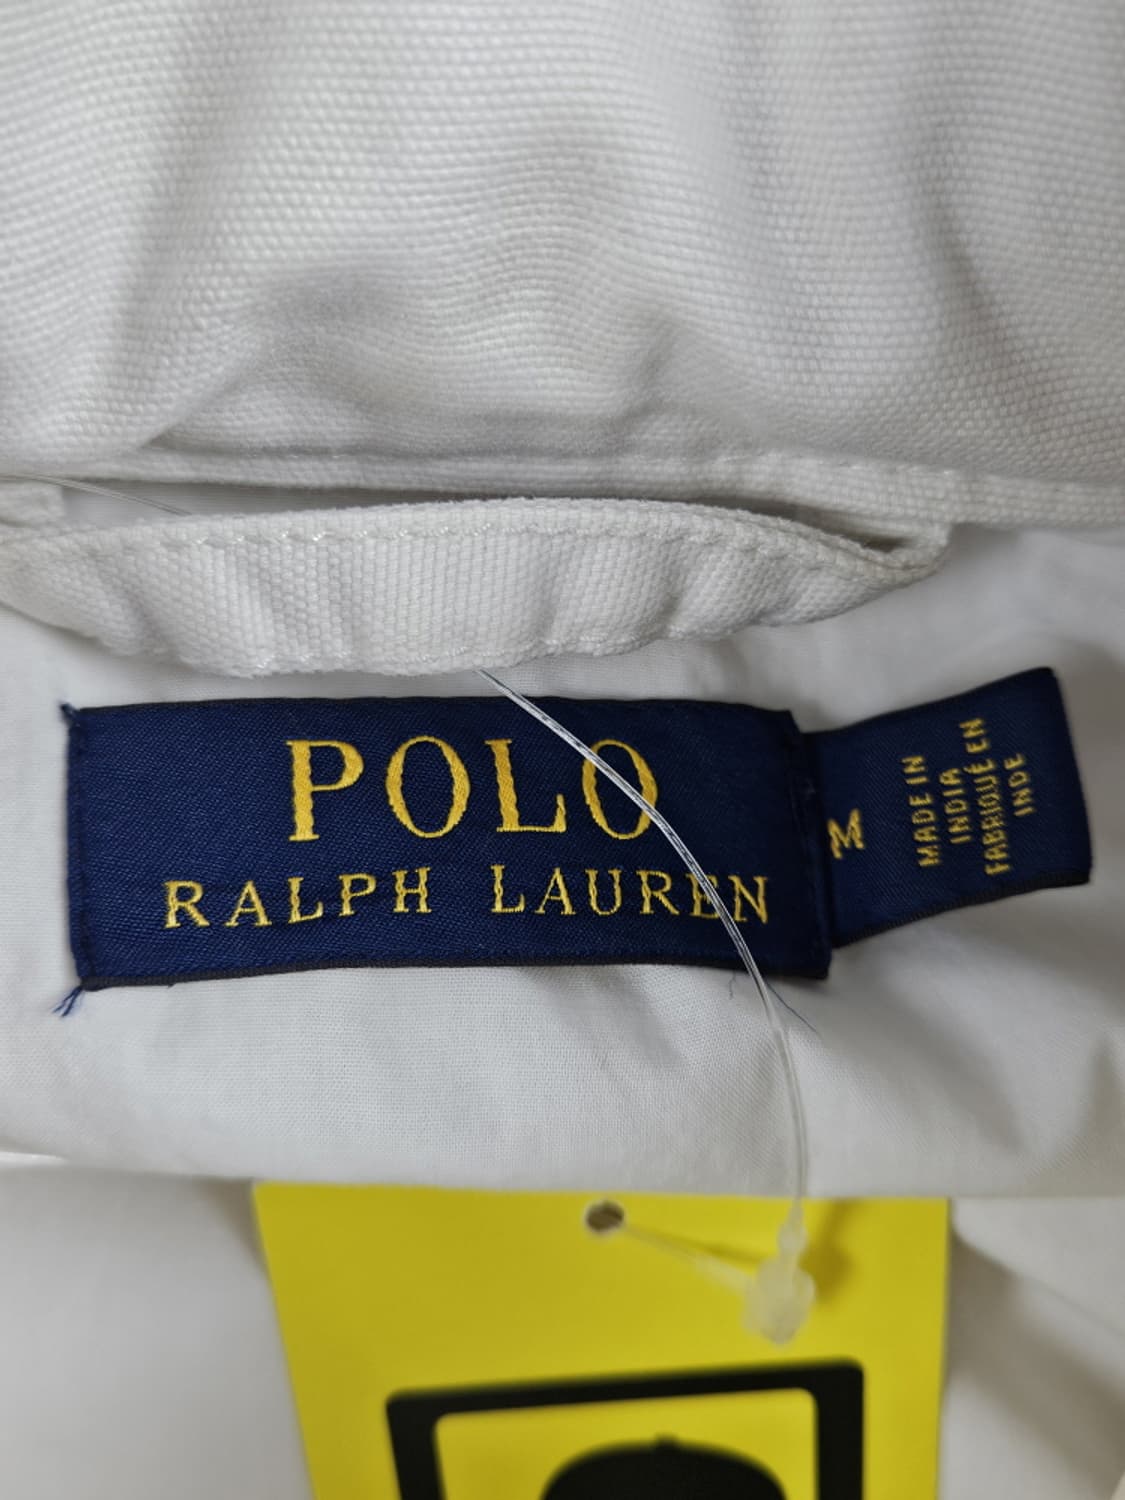 POLO
RALPH LAUREN
M
MADE IN
INDIA
FABRIQUÉ EN
INDE